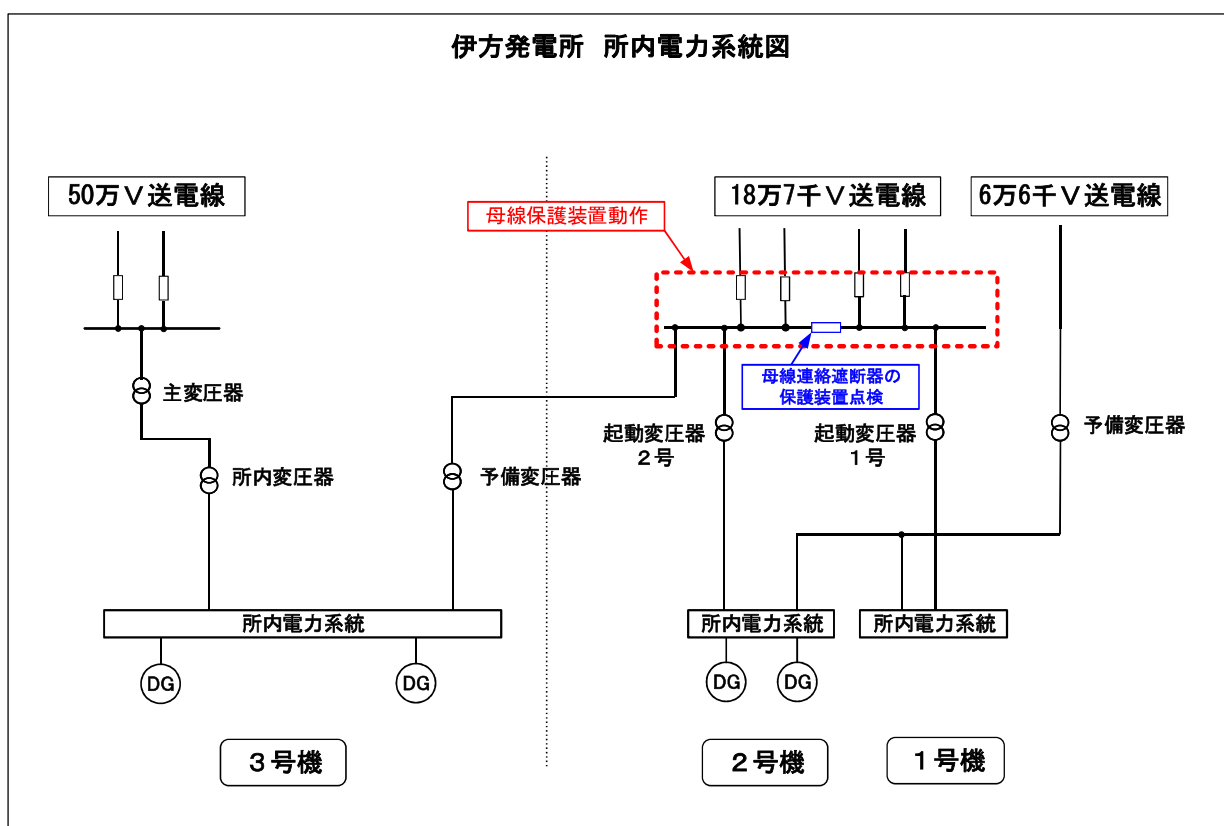 伊方発電所 所内電力系統図
50万V送電線
18万7千V送電線
6万6千V送電線
母線保護装置動作
母線連絡遮断器の
保護装置点検
主変圧器
所内変圧器
予備変圧器
起動変圧器
2号
起動変圧器
1号
予備変圧器
所内電力系統
所内電力系統
所内電力系統
DG
DG
DG
DG
3号機
2号機
1号機